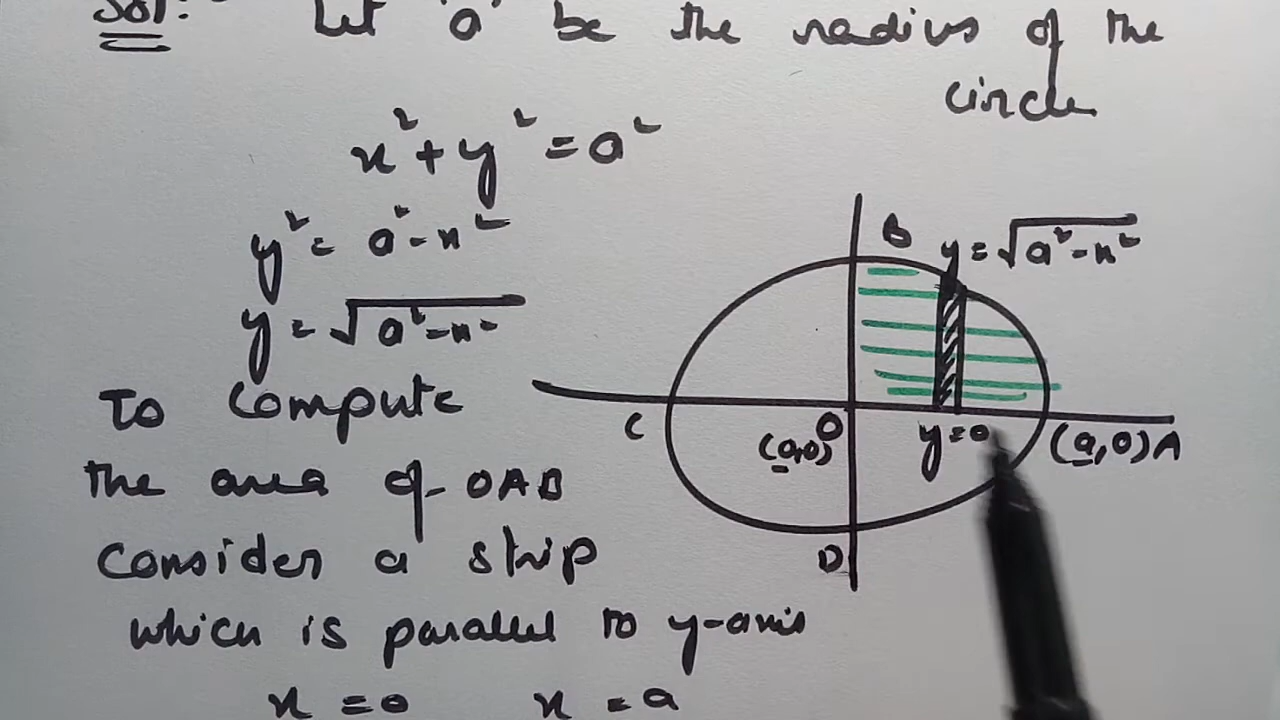 Sol:
Let 'a' be the radius of the
circle
x² + y² = a²
y² = a² - x²
y = √a² - x²
To compute
the area of OAB
consider a strip
which is parallel to y-axis
x = 0 x = a
B
y = √a² - x²
C
O
(0,0)
y = 0
(a,0) A
D